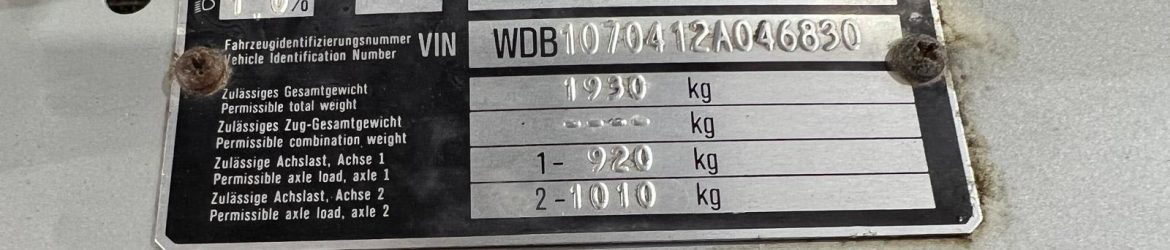 1,0%
Fahrzeugidentifizierungsnummer
Vehicle Identification Number VIN WDB1070412A046830
Zulässiges Gesamtgewicht
Permissible total weight 1930 kg
Zulässiges Zug-Gesamtgewicht
Permissible combination weight ---- kg
Zulässige Achslast, Achse 1
Permissible axle load, axle 1 1- 920 kg
Zulässige Achslast, Achse 2
Permissible axle load, axle 2 2-1010 kg